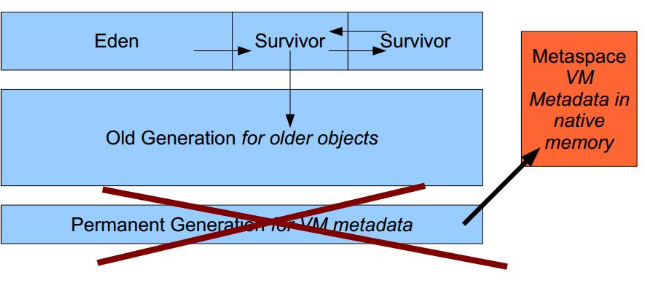 Eden
Survivor
Survivor
Old Generation for older objects
Permanent Generation for VM metadata
Metaspace
VM
Metadata in
native
memory